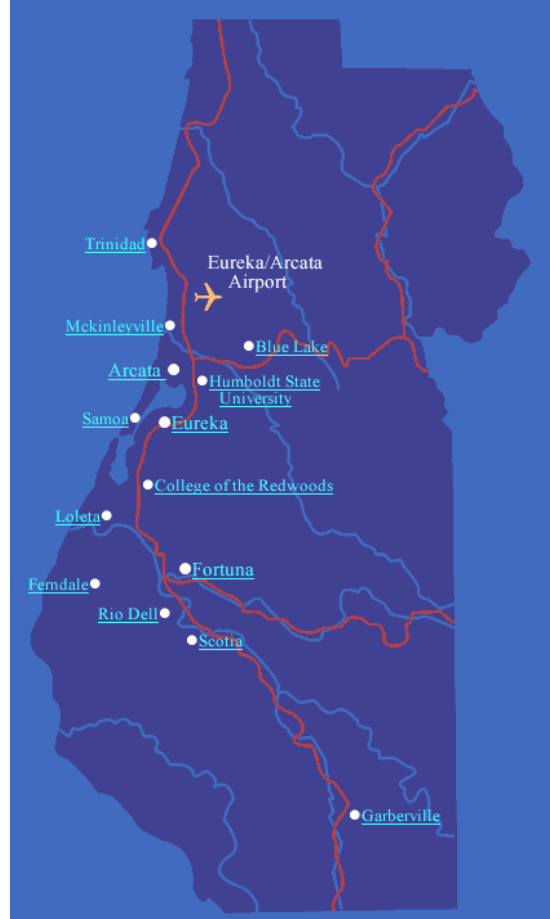 Trinidad
Eureka/Arcata
Airport
Mckinleyville
Blue Lake
Arcata
Humboldt State
University
Samoa
Eureka
College of the Redwoods
Loleta
Fortuna
Ferndale
Rio Dell
Scotia
Garberville